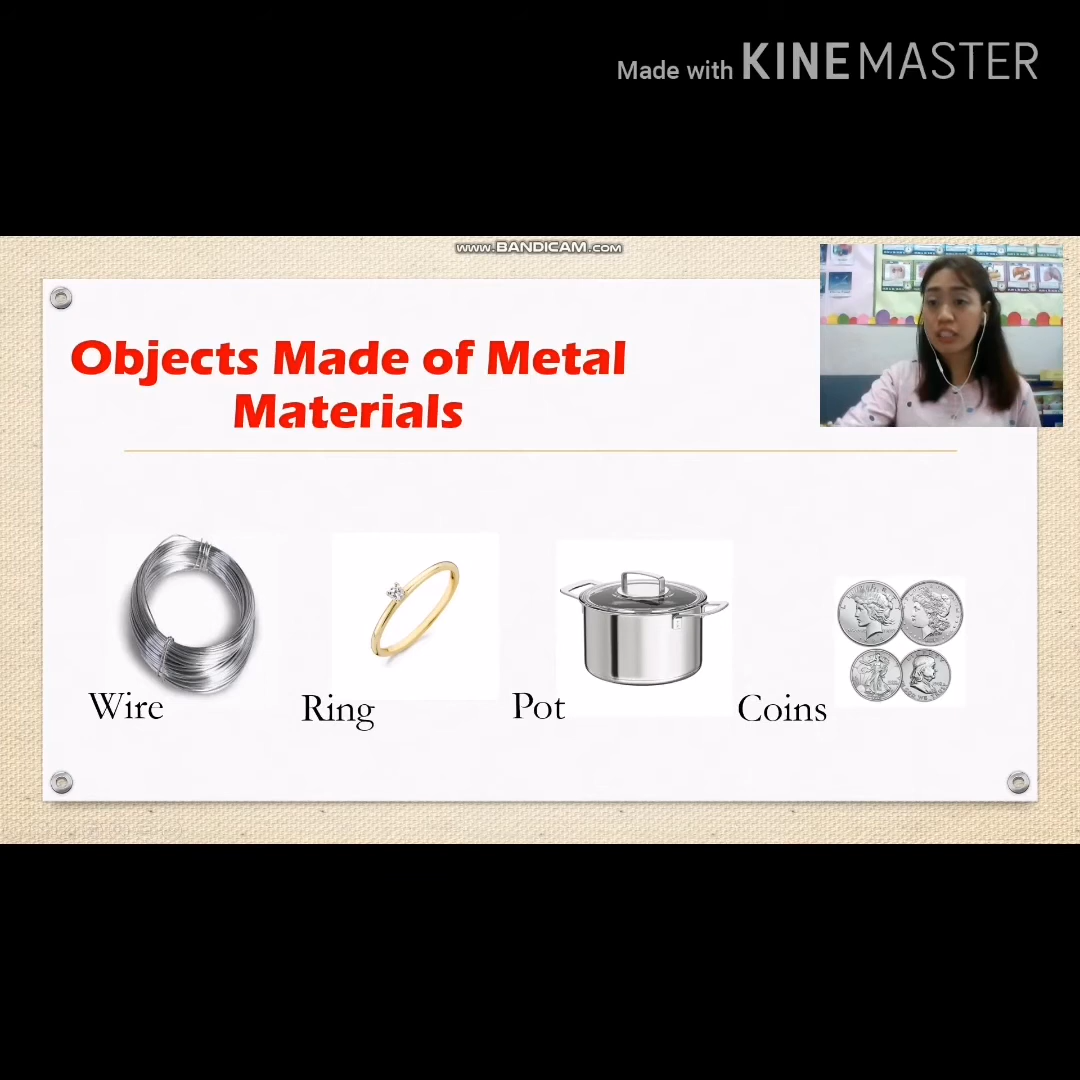 Made with KINEMASTER
www.BANDICAM.com
Objects Made of Metal
Materials
Wire
Ring
Pot
Coins